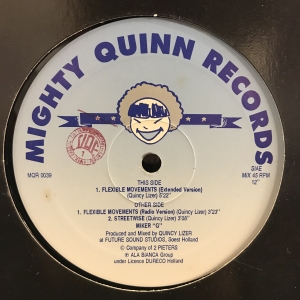 MIGHTY QUINN RECORDS
MQR 0039
SIAE
MIX 45 RPM
12"
THIS SIDE
1. FLEXIBLE MOVEMENTS (Extended Version)
(Quincy Lizer) 5'22"
OTHER SIDE
1. FLEXIBLE MOVEMENTS (Radio Version) (Quincy Lizer) 3'23"
2. STREETWISE (Quincy Lizer) 3'08"
MIXER "G"
Produced and Mixed by QUINCY LIZER
at FUTURE SOUND STUDIOS, Soest Holland
© Company of 2 PIETERS
℗ ALA BIANCA Group
under Licence DURECO Holland